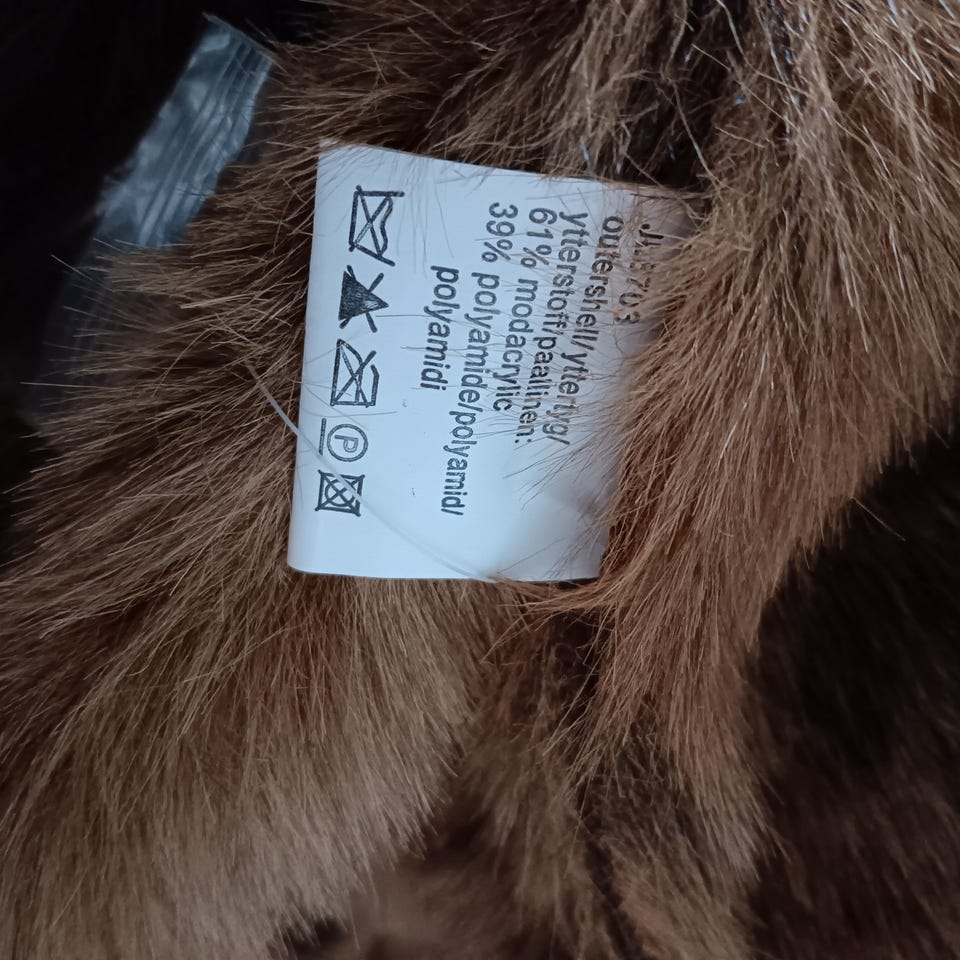 outershell/yttertyg/
ytterstoff/päällinen:
61% modacrylic
39% polyamide/polyamid/
polyamidi
P